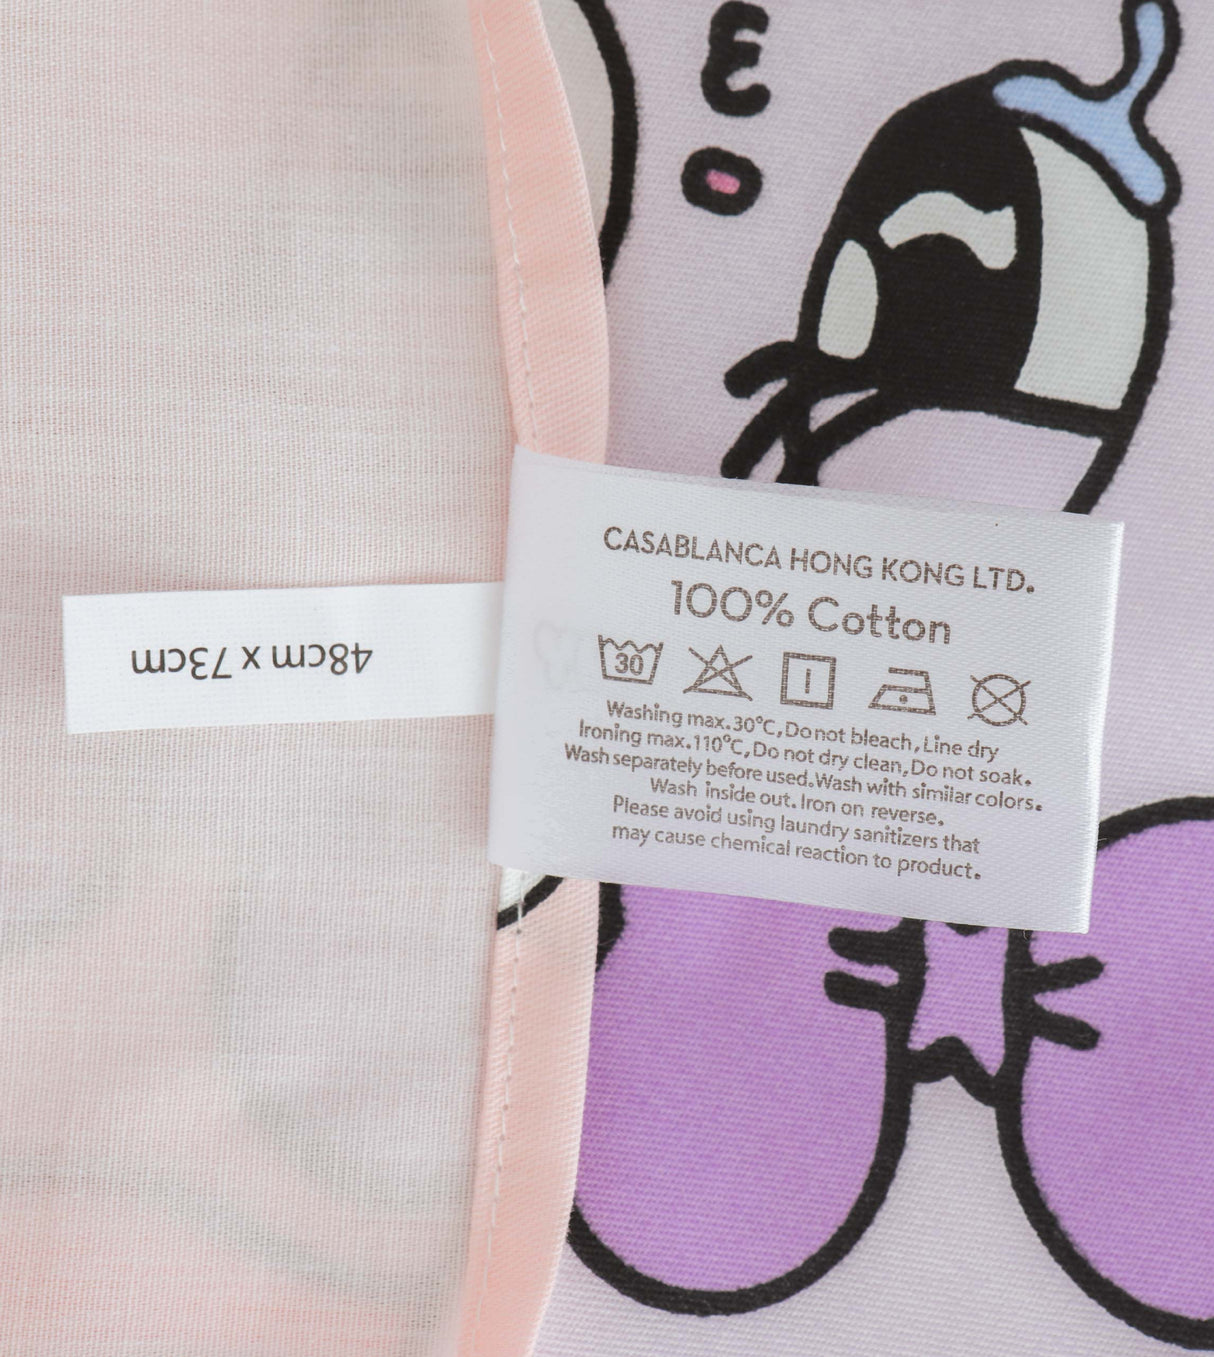 48cm x 73cm
CASABLANCA HONG KONG LTD.
100% Cotton
30
Washing max.30°C,Do not bleach,Line dry
Ironing max.110°C,Do not dry clean,Do not soak.
Wash separately before used.Wash with similar colors.
Wash inside out. Iron on reverse.
Please avoid using laundry sanitizers that
may cause chemical reaction to product.